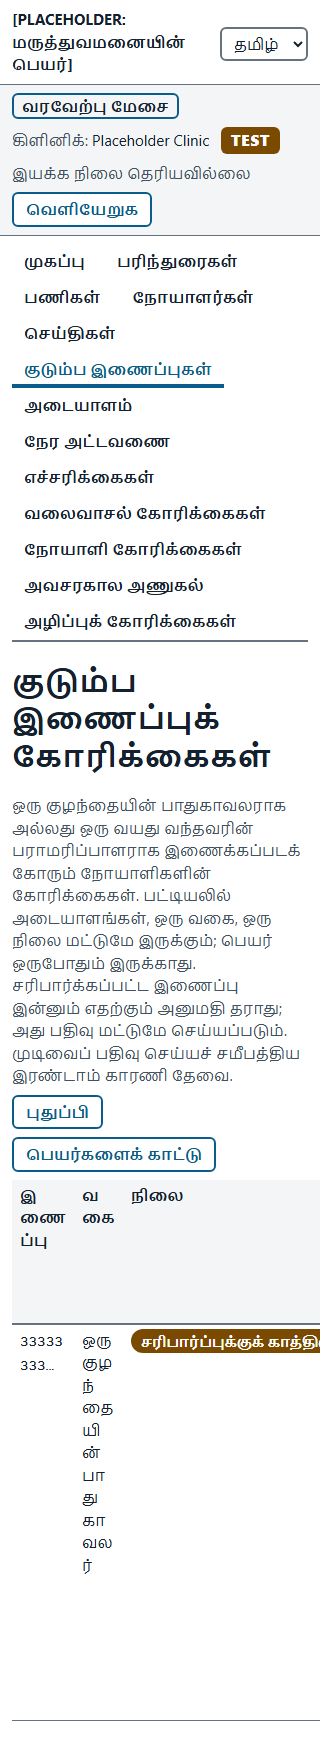 [PLACEHOLDER:
மருத்துவமனையின்
பெயர்]
தமிழ்
வரவேற்பு மேசை
கிளினிக்: Placeholder Clinic TEST
இயக்க நிலை தெரியவில்லை
வெளியேறுக
முகப்பு பரிந்துரைகள்
பணிகள் நோயாளர்கள்
செய்திகள்
குடும்ப இணைப்புகள்
அடையாளம்
நேர அட்டவணை
எச்சரிக்கைகள்
வலைவாசல் கோரிக்கைகள்
நோயாளி கோரிக்கைகள்
அவசரகால அணுகல்
அழிப்புக் கோரிக்கைகள்
குடும்ப
இணைப்புக்
கோரிக்கைகள்
ஒரு குழந்தையின் பாதுகாவலராக
அல்லது ஒரு வயது வந்தவரின்
பராமரிப்பாளராக இணைக்கப்படக்
கோரும் நோயாளிகளின்
கோரிக்கைகள். பட்டியலில்
அடையாளங்கள், ஒரு வகை, ஒரு
நிலை மட்டுமே இருக்கும்; பெயர்
ஒருபோதும் இருக்காது.
சரிபார்க்கப்பட்ட இணைப்பு
இன்னும் எதற்கும் அனுமதி தராது;
அது பதிவு மட்டுமே செய்யப்படும்.
முடிவைப் பதிவு செய்யச் சமீபத்திய
இரண்டாம் காரணி தேவை.
புதுப்பி
பெயர்களைக் காட்டு
இ
ணை
ப்பு
வ
கை
நிலை
33333
333…
ஒரு
குழ
ந்
தை
யி
ன்
பா
து
கா
வல
ர்
சரிபார்ப்புக்குக்